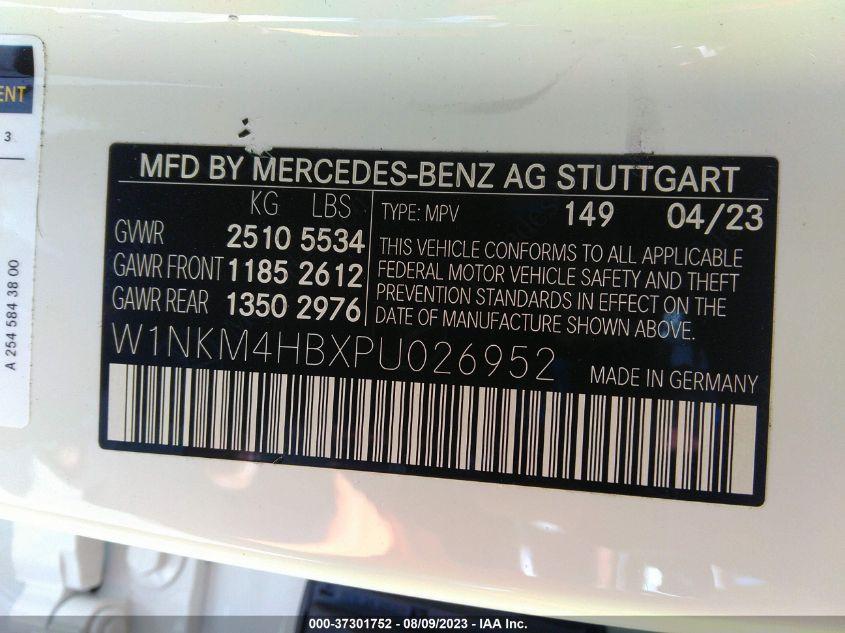 ENT
3
A 254 584 38 00
MFD BY MERCEDES-BENZ AG STUTTGART
KG LBS
GVWR 2510 5534
GAWR FRONT 1185 2612
GAWR REAR 1350 2976
TYPE: MPV 149 04/23
THIS VEHICLE CONFORMS TO ALL APPLICABLE
FEDERAL MOTOR VEHICLE SAFETY AND THEFT
PREVENTION STANDARDS IN EFFECT ON THE
DATE OF MANUFACTURE SHOWN ABOVE.
W1NKM4HBXPU026952
MADE IN GERMANY
000-37301752 - 08/09/2023 - IAA Inc.